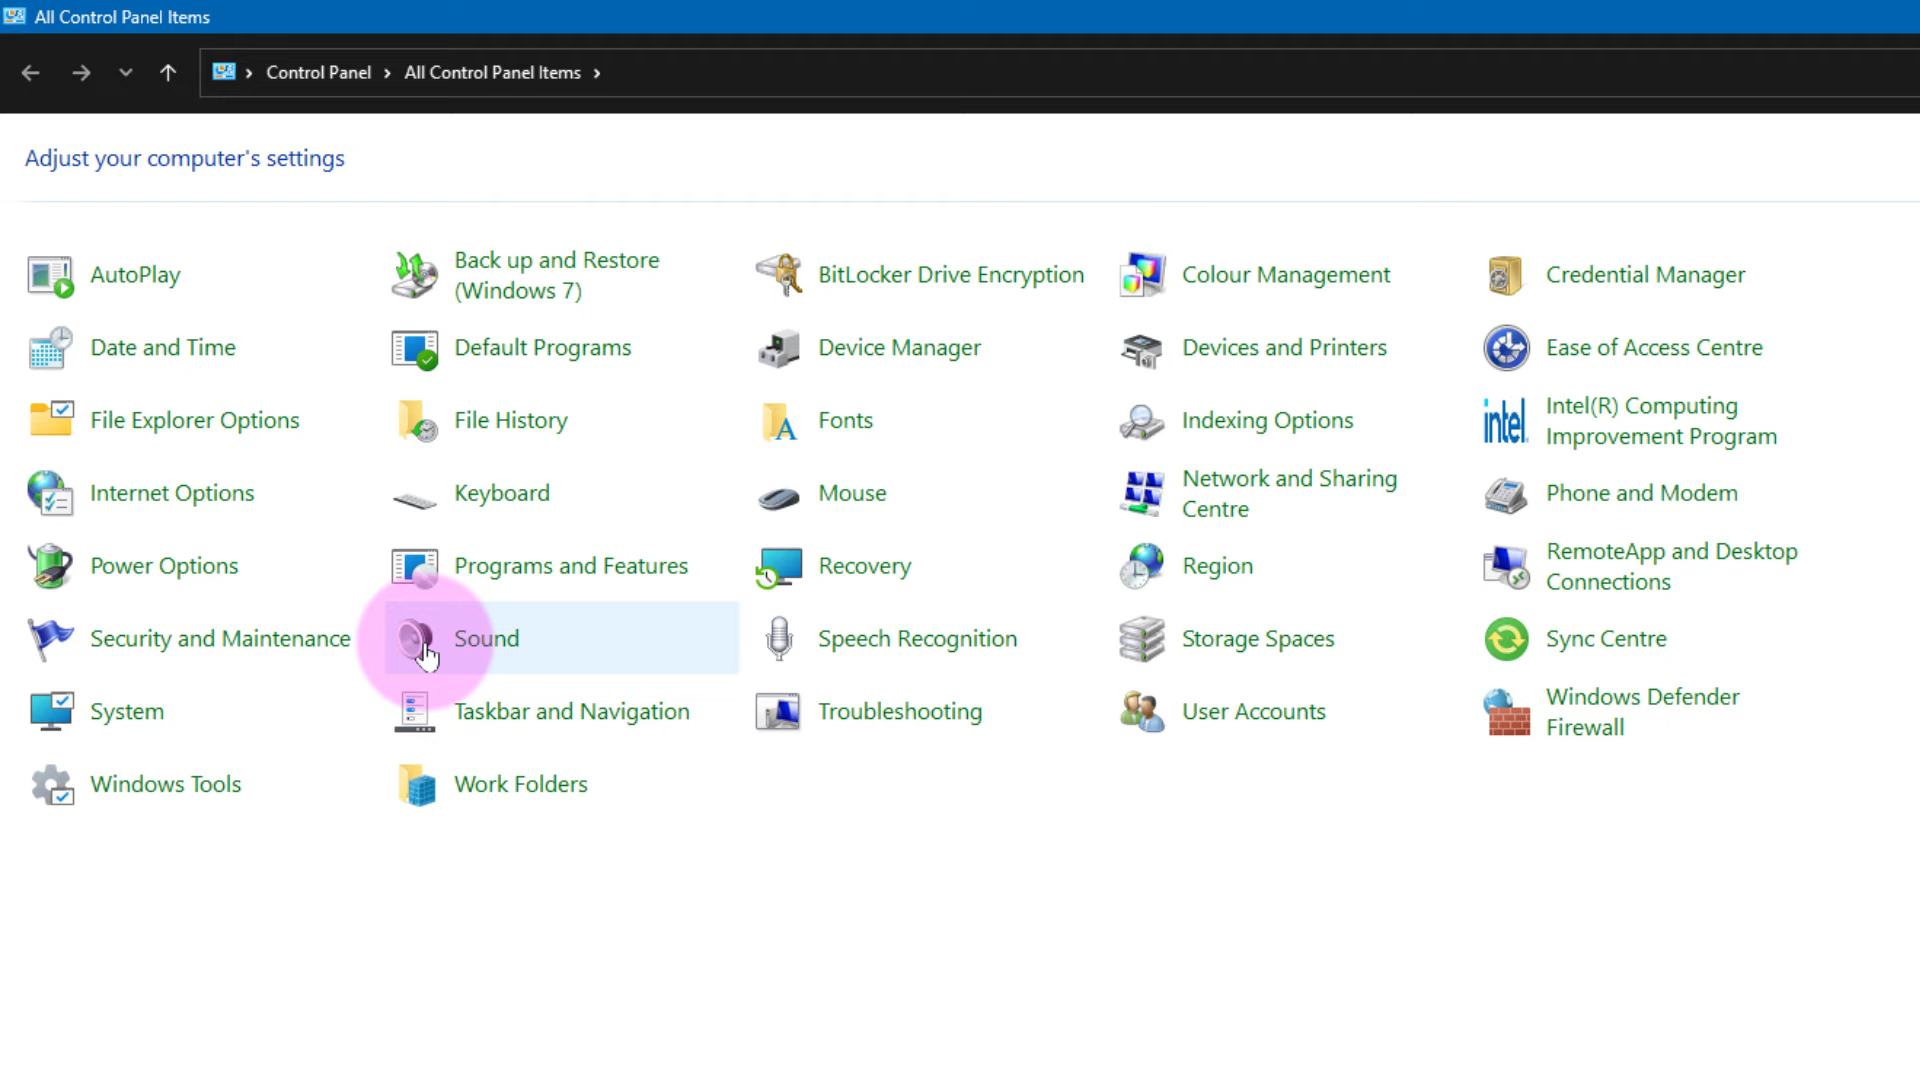 All Control Panel Items
Control Panel > All Control Panel Items >
Adjust your computer's settings
AutoPlay
Back up and Restore
(Windows 7)
BitLocker Drive Encryption
Colour Management
Credential Manager
Date and Time
Default Programs
Device Manager
Devices and Printers
Ease of Access Centre
File Explorer Options
File History
Fonts
Indexing Options
intel.
Intel(R) Computing
Improvement Program
Internet Options
Keyboard
Mouse
Network and Sharing
Centre
Phone and Modem
Power Options
Programs and Features
Recovery
Region
RemoteApp and Desktop
Connections
Security and Maintenance
Sound
Speech Recognition
Storage Spaces
Sync Centre
System
Taskbar and Navigation
Troubleshooting
User Accounts
Windows Defender
Firewall
Windows Tools
Work Folders